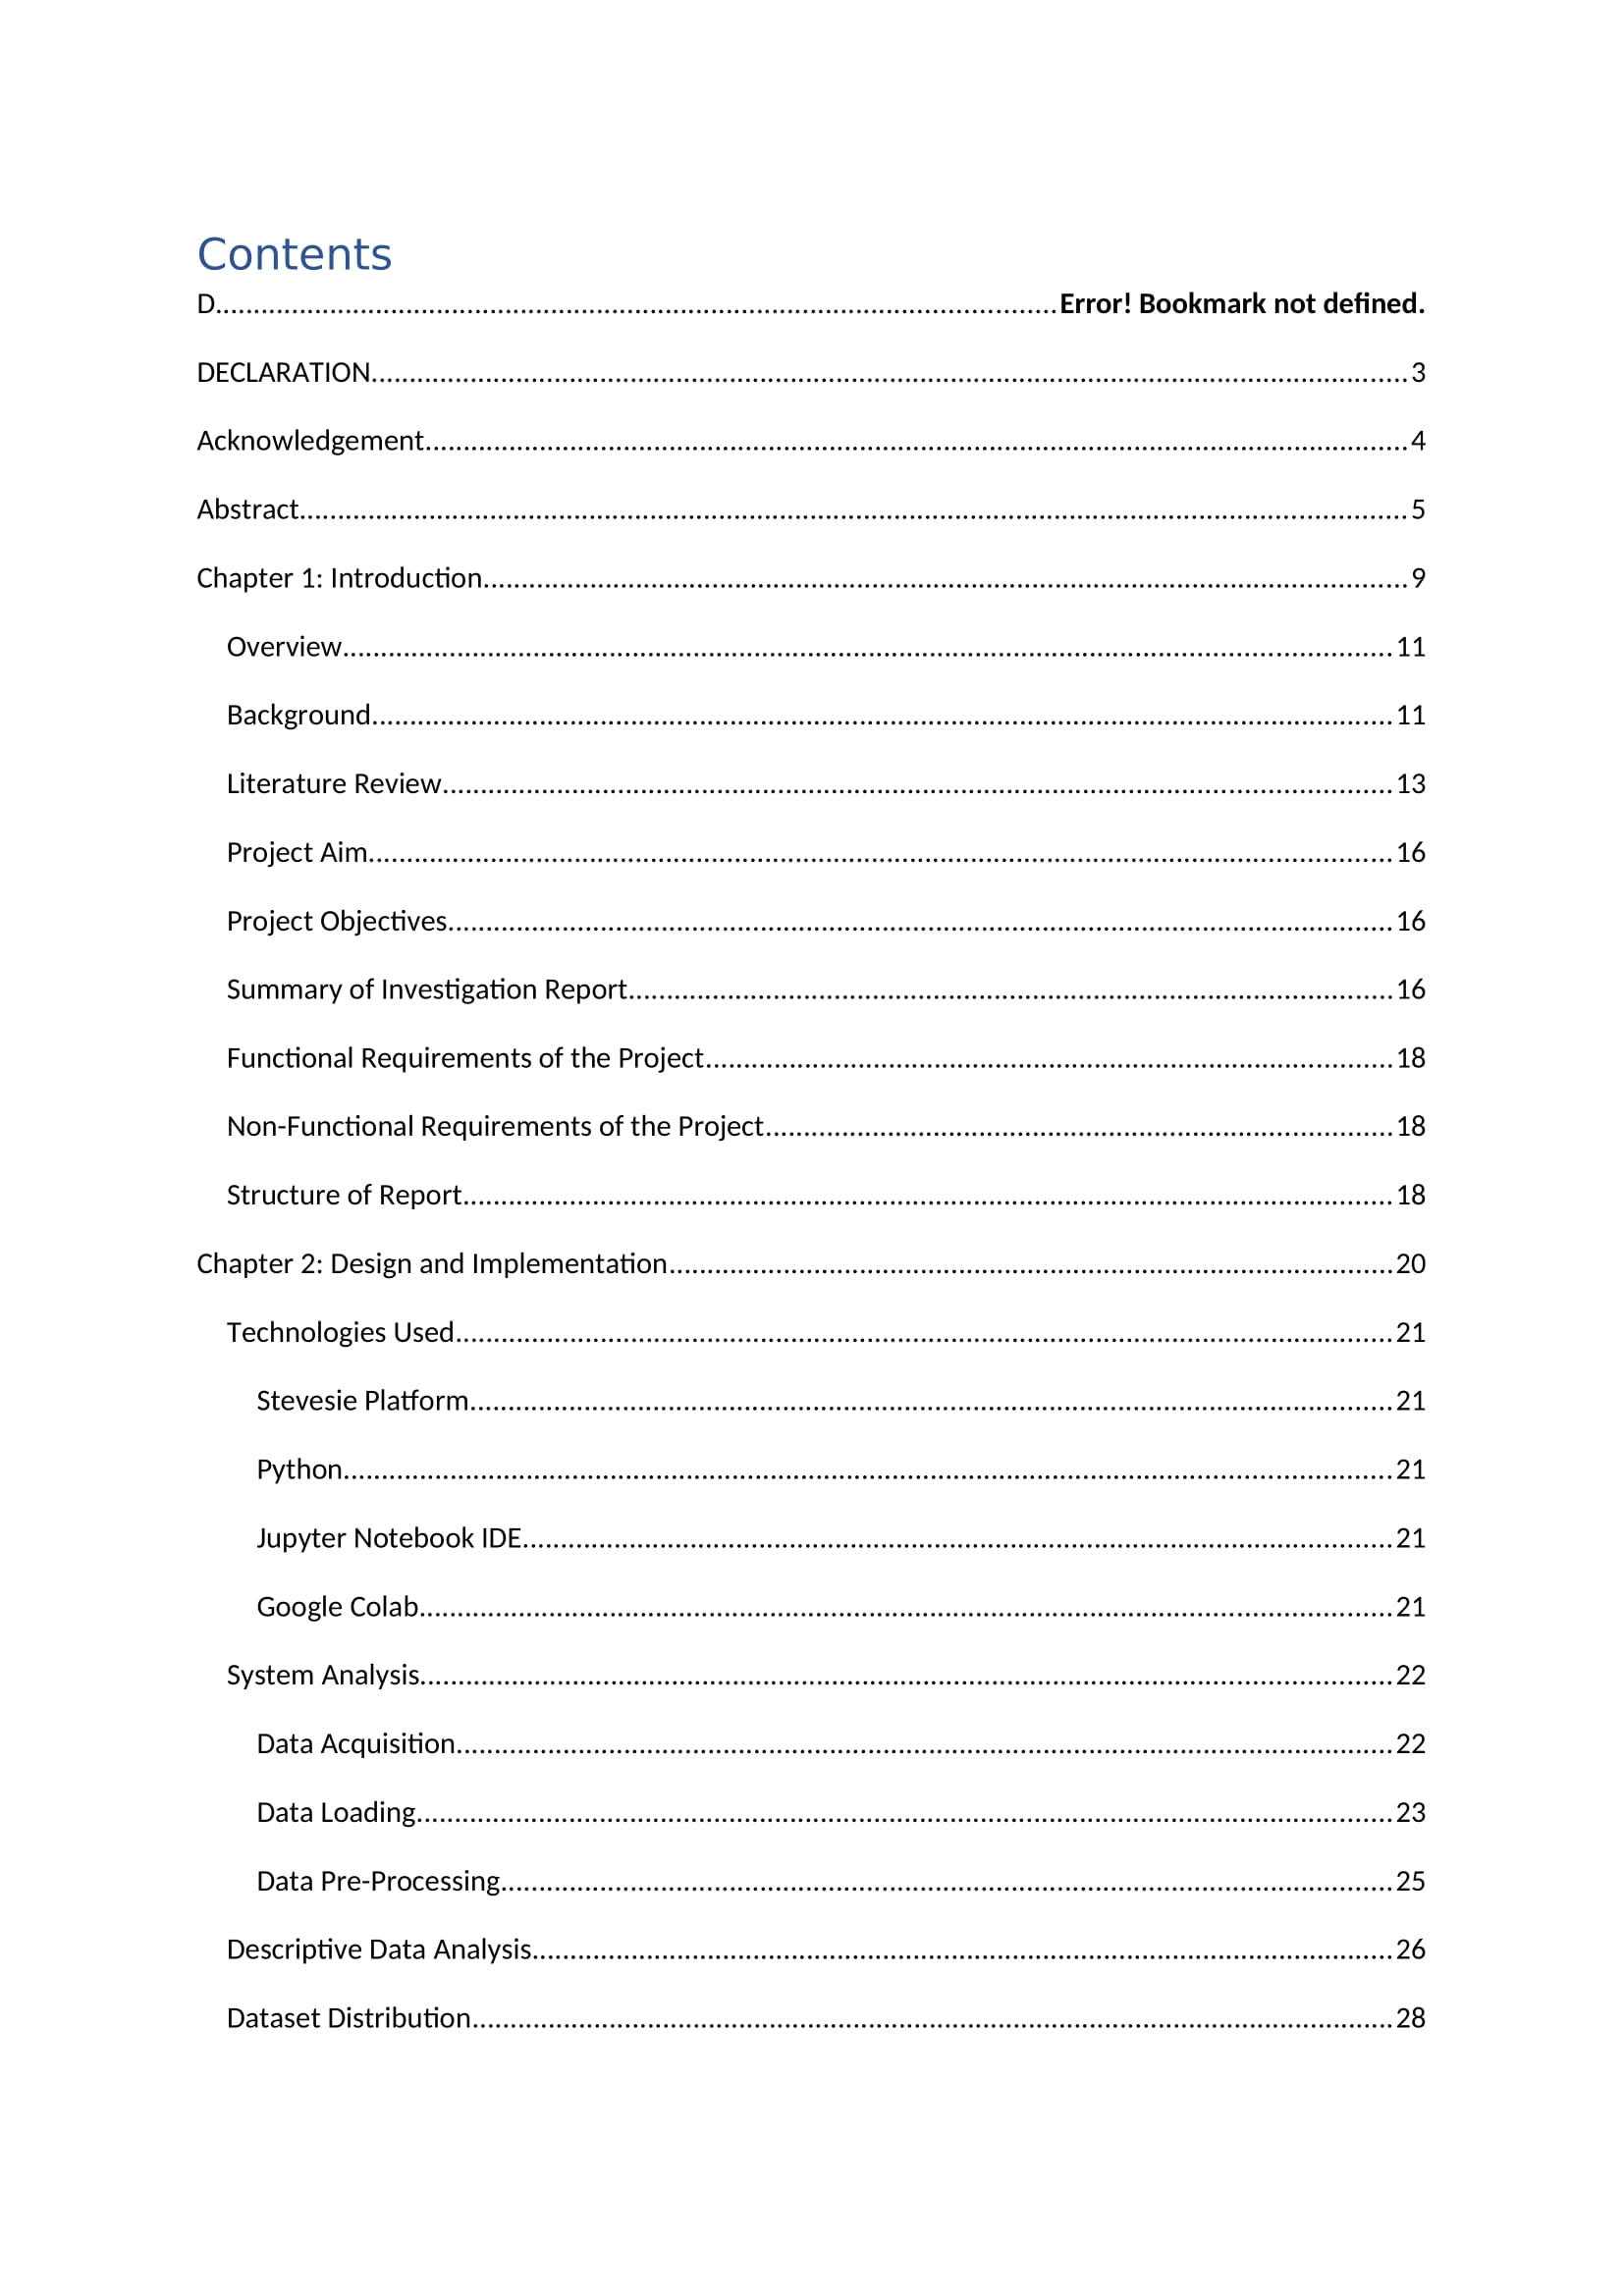 Contents
D....................................................................................................Error! Bookmark not defined.
DECLARATION....................................................................................................3
Acknowledgement....................................................................................................4
Abstract....................................................................................................5
Chapter 1: Introduction....................................................................................................9
Overview....................................................................................................11
Background....................................................................................................11
Literature Review....................................................................................................13
Project Aim....................................................................................................16
Project Objectives....................................................................................................16
Summary of Investigation Report....................................................................................................16
Functional Requirements of the Project....................................................................................................18
Non-Functional Requirements of the Project....................................................................................................18
Structure of Report....................................................................................................18
Chapter 2: Design and Implementation....................................................................................................20
Technologies Used....................................................................................................21
Stevesie Platform....................................................................................................21
Python....................................................................................................21
Jupyter Notebook IDE....................................................................................................21
Google Colab....................................................................................................21
System Analysis....................................................................................................22
Data Acquisition....................................................................................................22
Data Loading....................................................................................................23
Data Pre-Processing....................................................................................................25
Descriptive Data Analysis....................................................................................................26
Dataset Distribution....................................................................................................28